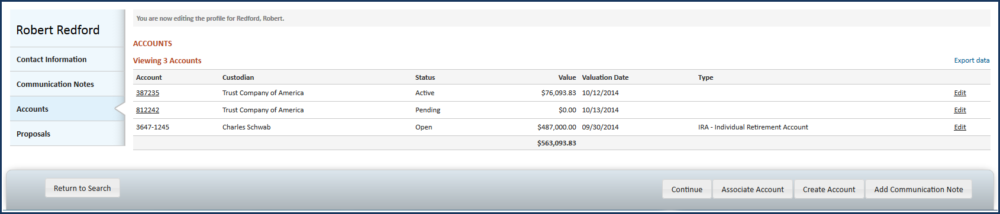 Robert Redford
Contact Information
Communication Notes
Accounts
Proposals
You are now editing the profile for Redford, Robert.
ACCOUNTS
Viewing 3 Accounts Export data
Account Custodian Status Value Valuation Date Type
387235 Trust Company of America Active $76,093.83 10/12/2014 Edit
812242 Trust Company of America Pending $0.00 10/13/2014 Edit
3647-1245 Charles Schwab Open $487,000.00 09/30/2014 IRA - Individual Retirement Account Edit
$563,093.83
Return to Search Continue Associate Account Create Account Add Communication Note